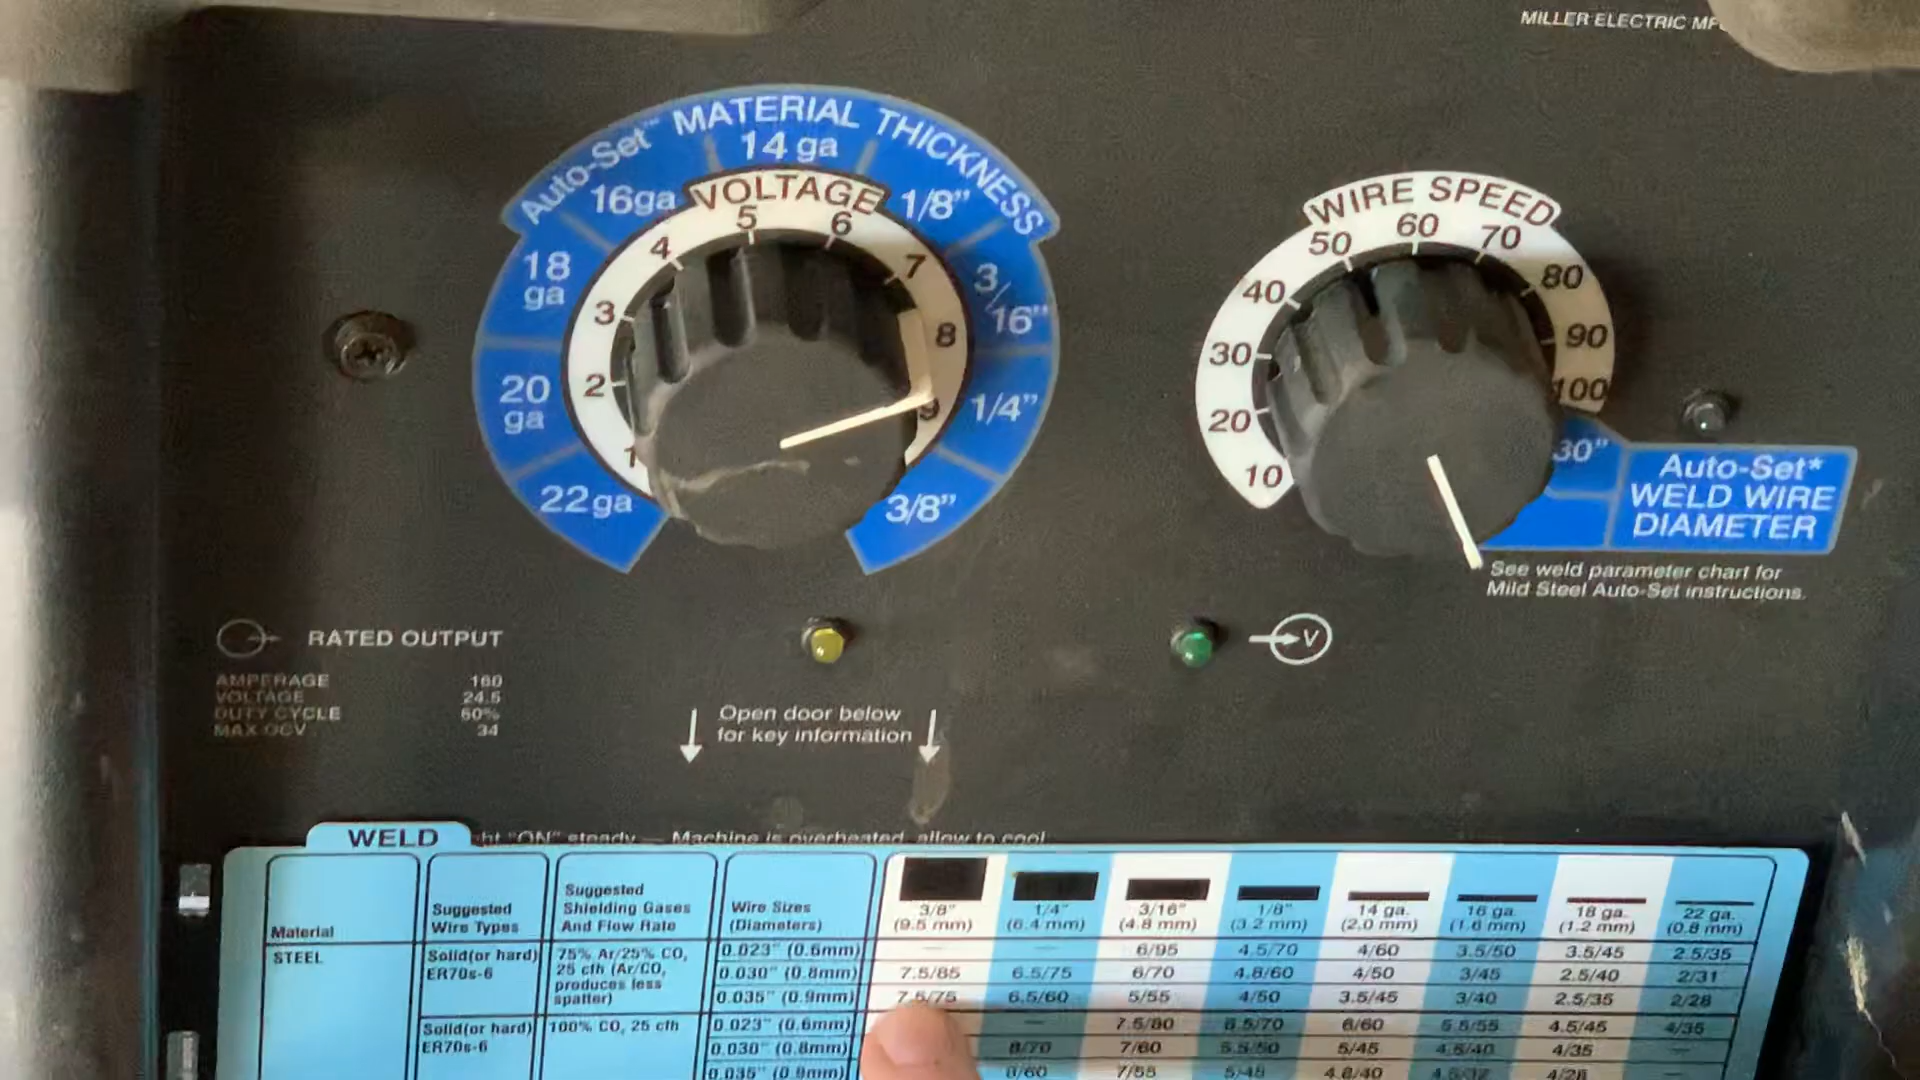 MILLER ELECTRIC
Auto-Set™ MATERIAL THICKNESS
22ga
20
ga
18
ga
16ga
14 ga
1/8"
3/16"
1/4"
3/8"
VOLTAGE
1 2 3 4 5 6 7 8 9
WIRE SPEED
10 20 30 40 50 60 70 80 90 100
30"
Auto-Set*
WELD WIRE
DIAMETER
See weld parameter chart for
Mild Steel Auto-Set instructions.
RATED OUTPUT
AMPERAGE 160
VOLTAGE 24.5
DUTY CYCLE 60%
MAX OCV 34
V
Open door below
for key information
"ON" steady — Machine is overheated, allow to cool
WELD
Material
Suggested
Wire Types
Suggested
Shielding Gases
And Flow Rate
Wire Sizes
(Diameters)
3/8"
(9.5 mm)
1/4"
(6.4 mm)
3/16"
(4.8 mm)
1/8"
(3.2 mm)
14 ga.
(2.0 mm)
16 ga.
(1.6 mm)
18 ga.
(1.2 mm)
22 ga.
(0.8 mm)
STEEL
Solid(or hard)
ER70s-6
75% Ar/25% CO,
25 cfh (Ar/CO,
produces less
spatter)
0.023" (0.6mm) — — 6/95 4.5/70 4/60 3.5/50 3.5/45 2.5/35
0.030" (0.8mm) 7.5/85 6.5/75 6/70 4.8/60 4/50 3/45 2.5/40 2/31
0.035" (0.9mm) 7.5/75 6.5/60 5/55 4/50 3.5/45 3/40 2.5/35 2/28
Solid(or hard)
ER70s-6
100% CO, 25 cfh
0.023" (0.6mm) — 7.5/80 6.5/70 6/60 5.5/55 4.5/45 4/35
0.030" (0.8mm) 8/70 7/60 5.5/50 5/45 4.5/40 4/35 —
0.035" (0.9mm) 8/60 7/55 5/45 4.8/40 4/28